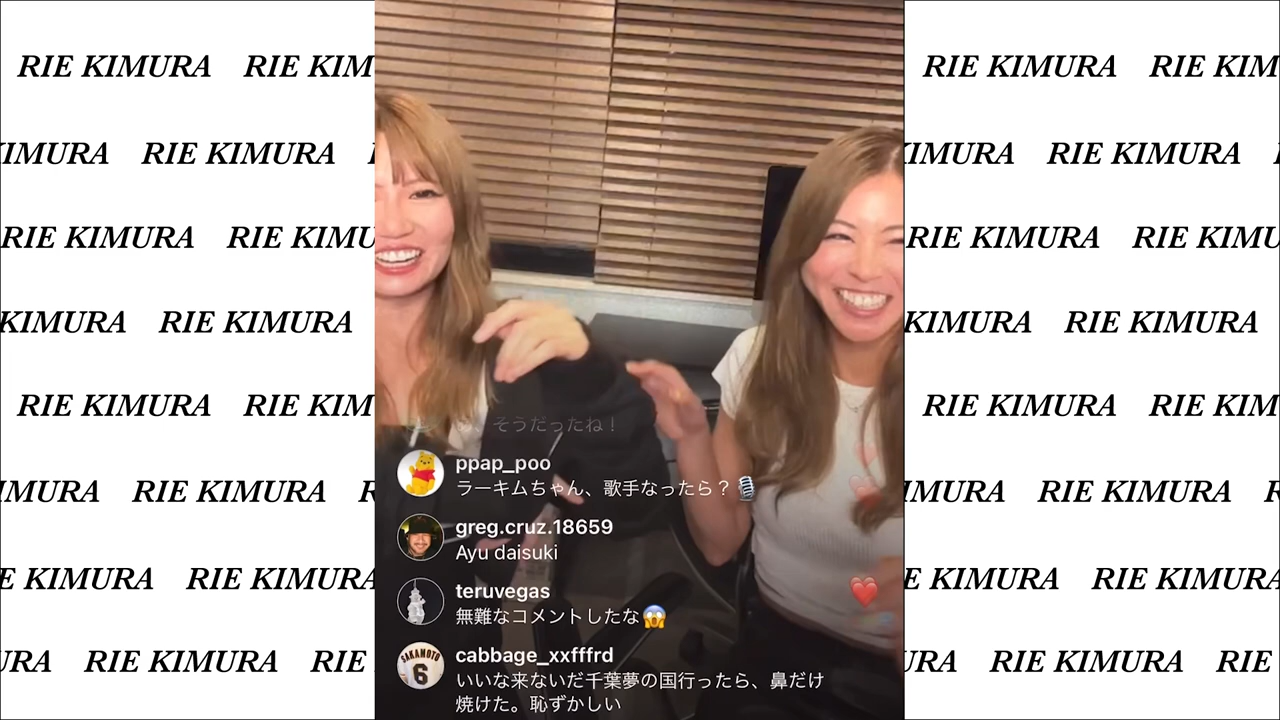 RIE KIMURA RIE KIM
RIE KIMURA RIE KIM
IMURA RIE KIMURA
IMURA RIE KIMURA
RIE KIMURA RIE KIMU
RIE KIMURA RIE KIMU
KIMURA RIE KIMURA
KIMURA RIE KIMURA
RIE KIMURA RIE KIM
RIE KIMURA RIE KIM
そうだったね！
ppap_poo
ラーキムちゃん、歌手なったら？🎙
IMURA RIE KIMURA R
IMURA RIE KIMURA
greg.cruz.18659
Ayu daisuki
E KIMURA RIE KIMURA
E KIMURA RIE KIMURA
teruvegas
無難なコメントしたな😱
SAKAMOTO
6
cabbage_xxfffrd
いいな来ないだ千葉夢の国行ったら、鼻だけ
焼けた。恥ずかしい
URA RIE KIMURA RIE
URA RIE KIMURA RIE